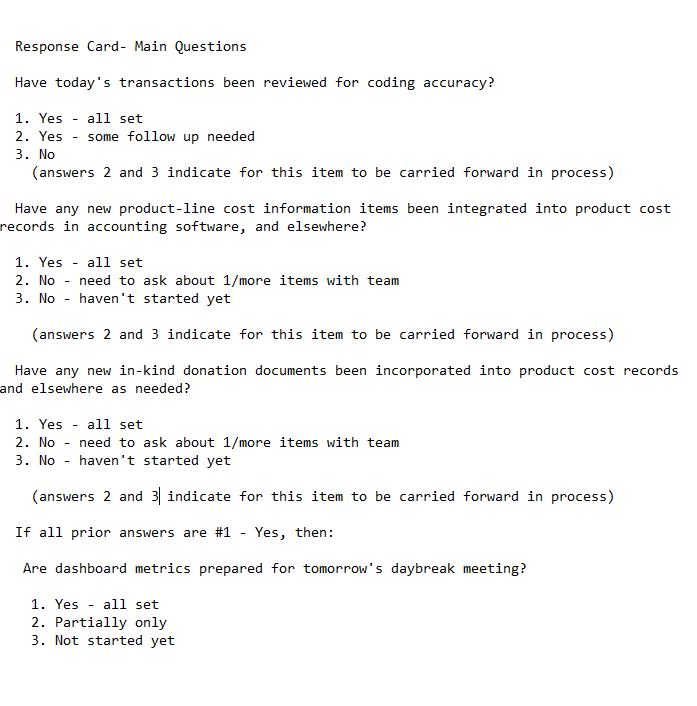 Response Card- Main Questions
Have today's transactions been reviewed for coding accuracy?
1. Yes - all set
2. Yes - some follow up needed
3. No
(answers 2 and 3 indicate for this item to be carried forward in process)
Have any new product-line cost information items been integrated into product cost
records in accounting software, and elsewhere?
1. Yes - all set
2. No - need to ask about 1/more items with team
3. No - haven't started yet
(answers 2 and 3 indicate for this item to be carried forward in process)
Have any new in-kind donation documents been incorporated into product cost records
and elsewhere as needed?
1. Yes - all set
2. No - need to ask about 1/more items with team
3. No - haven't started yet
(answers 2 and 3 indicate for this item to be carried forward in process)
If all prior answers are #1 - Yes, then:
Are dashboard metrics prepared for tomorrow's daybreak meeting?
1. Yes - all set
2. Partially only
3. Not started yet